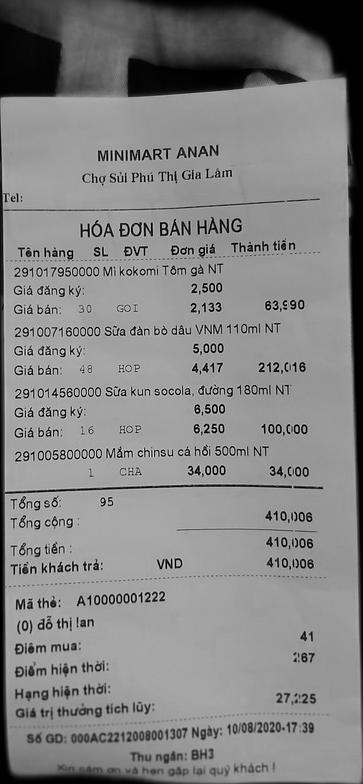 MINIMART ANAN
Chợ Sủi Phú Thị Gia Lâm
Tel:
HÓA ĐƠN BÁN HÀNG
Tên hàng SL ĐVT Đơn giá Thành tiền
291017950000 Mì kokomi Tôm gà NT
Giá đăng ký: 2,500
Giá bán: 30 GOI 2,133 63,990
291007160000 Sữa đàn bò dâu VNM 110ml NT
Giá đăng ký: 5,000
Giá bán: 48 HOP 4,417 212,016
291014560000 Sữa kun socola, đường 180ml NT
Giá đăng ký: 6,500
Giá bán: 16 HOP 6,250 100,000
291005800000 Mắm chinsu cá hồi 500ml NT
1 CHA 34,000 34,000
Tổng số: 95
Tổng cộng : 410,006
Tổng tiền : 410,006
Tiền khách trả: VND 410,006
Mã thẻ: A10000001222
(0) đỗ thị lan
Điểm mua: 41
Điểm hiện thời: 267
Hạng hiện thời:
Giá trị thưởng tích lũy: 27,225
Số GD: 000AC2212008001307 Ngày: 10/08/2020-17:39
Thu ngân: BH3
Xin cảm ơn và hẹn gặp lại quý khách !